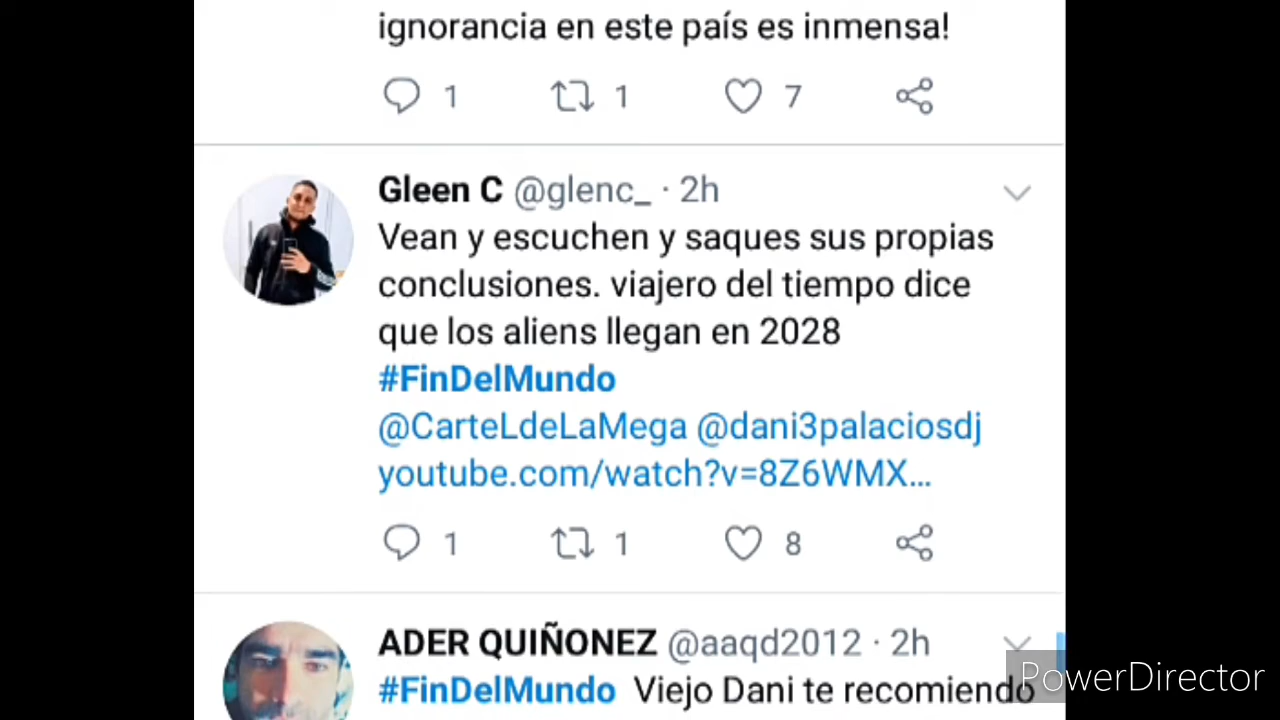 ignorancia en este país es inmensa!
1 1 7
Gleen C @glenc_ · 2h
Vean y escuchen y saques sus propias
conclusiones. viajero del tiempo dice
que los aliens llegan en 2028
#FinDelMundo
@CarteLdeLaMega @dani3palaciosdj
youtube.com/watch?v=8Z6WMX...
1 1 8
ADER QUIÑONEZ @aaqd2012 · 2h
#FinDelMundo Viejo Dani te recomiendo
PowerDirector